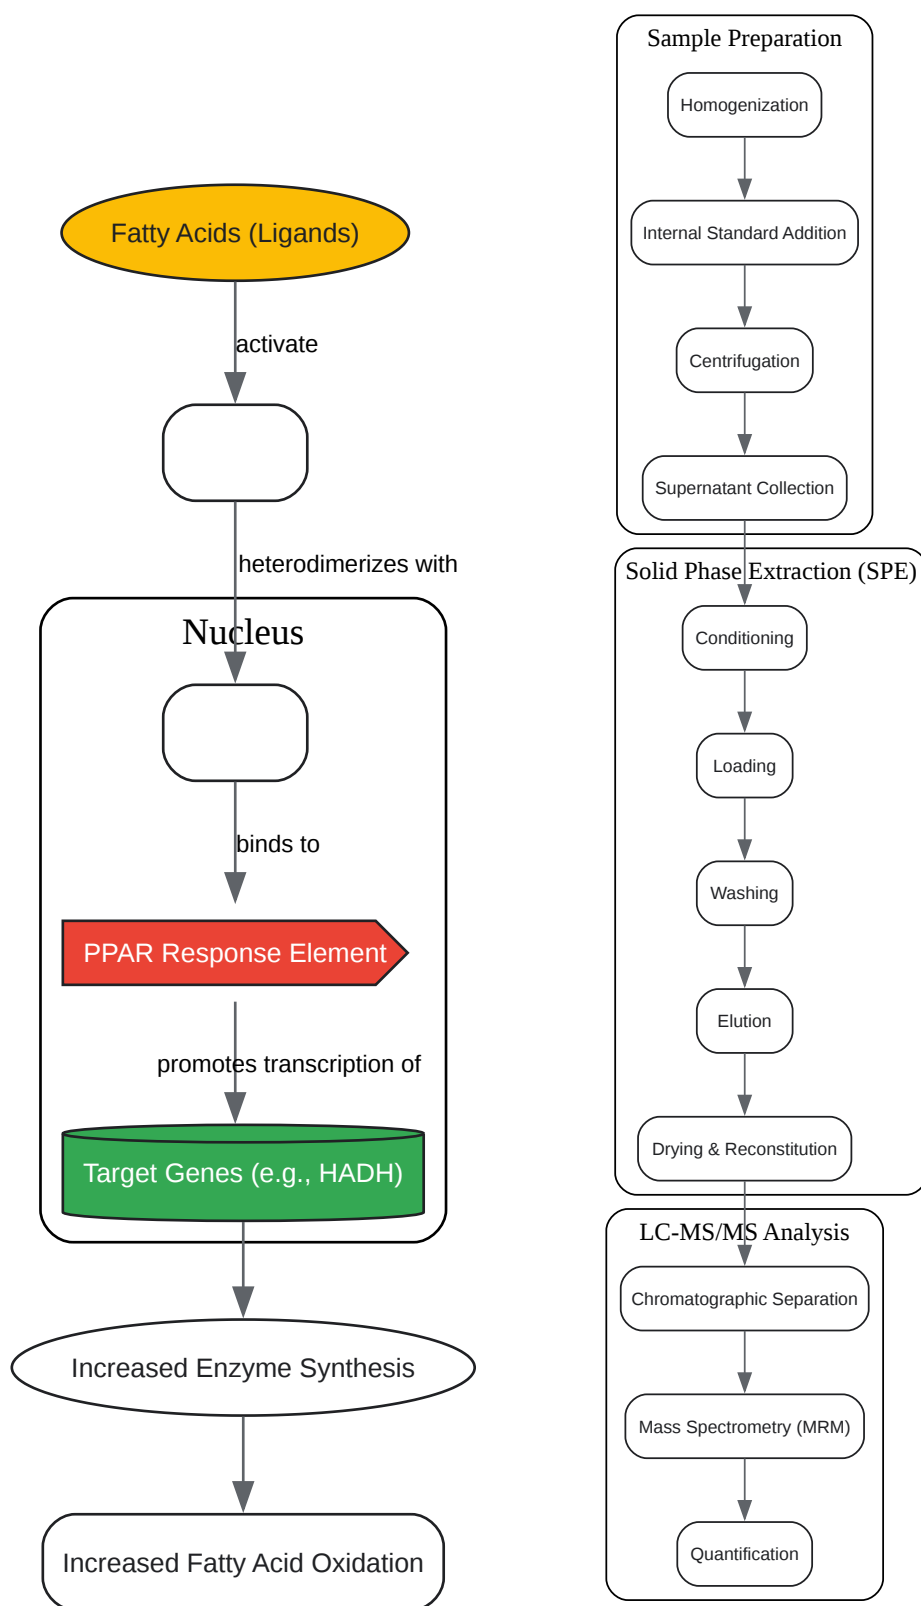 Fatty Acids (Ligands)
activate
heterodimerizes with
Nucleus
binds to
PPAR Response Element
promotes transcription of
Target Genes (e.g., HADH)
Increased Enzyme Synthesis
Increased Fatty Acid Oxidation
Sample Preparation
Homogenization
Internal Standard Addition
Centrifugation
Supernatant Collection
Solid Phase Extraction (SPE)
Conditioning
Loading
Washing
Elution
Drying & Reconstitution
LC-MS/MS Analysis
Chromatographic Separation
Mass Spectrometry (MRM)
Quantification